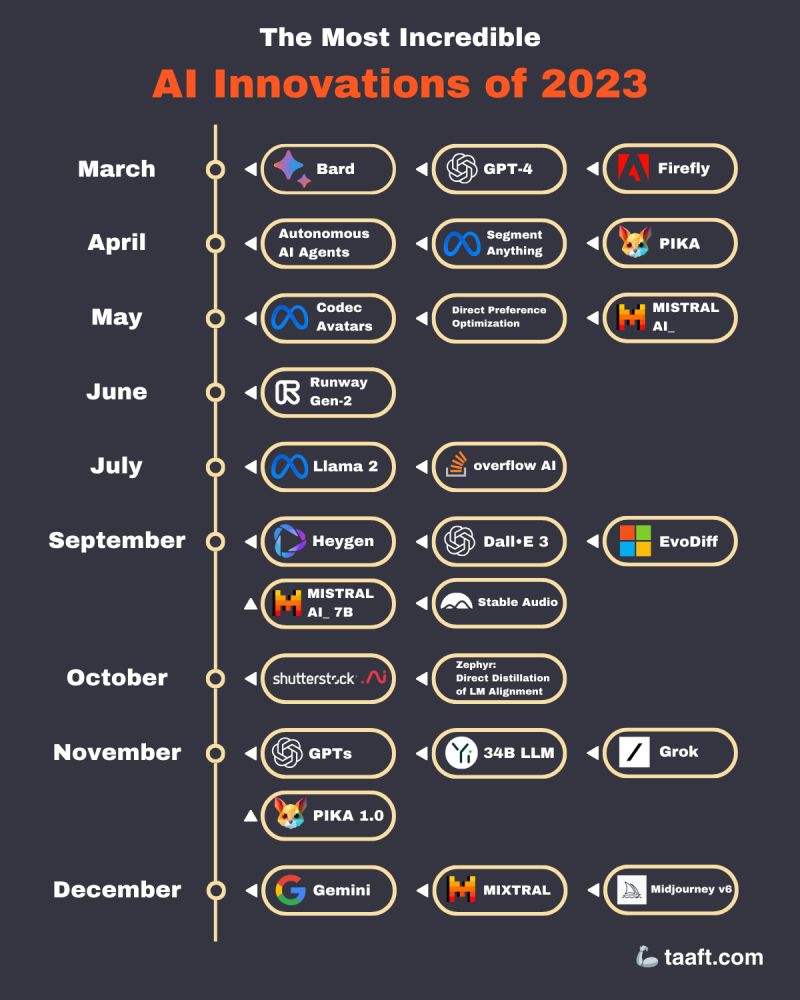 The Most Incredible
AI Innovations of 2023
March
Bard
GPT-4
Firefly
April
Autonomous
AI Agents
Segment
Anything
PIKA
May
Codec
Avatars
Direct Preference
Optimization
MISTRAL
AI_
June
Runway
Gen-2
July
Llama 2
overflow AI
September
Heygen
Dall•E 3
EvoDiff
MISTRAL
AI_ 7B
Stable Audio
October
shutterstock .Ai
Zephyr:
Direct Distillation
of LM Alignment
November
GPTs
Yi
34B LLM
Grok
PIKA 1.0
December
Gemini
MIXTRAL
Midjourney v6
taaft.com